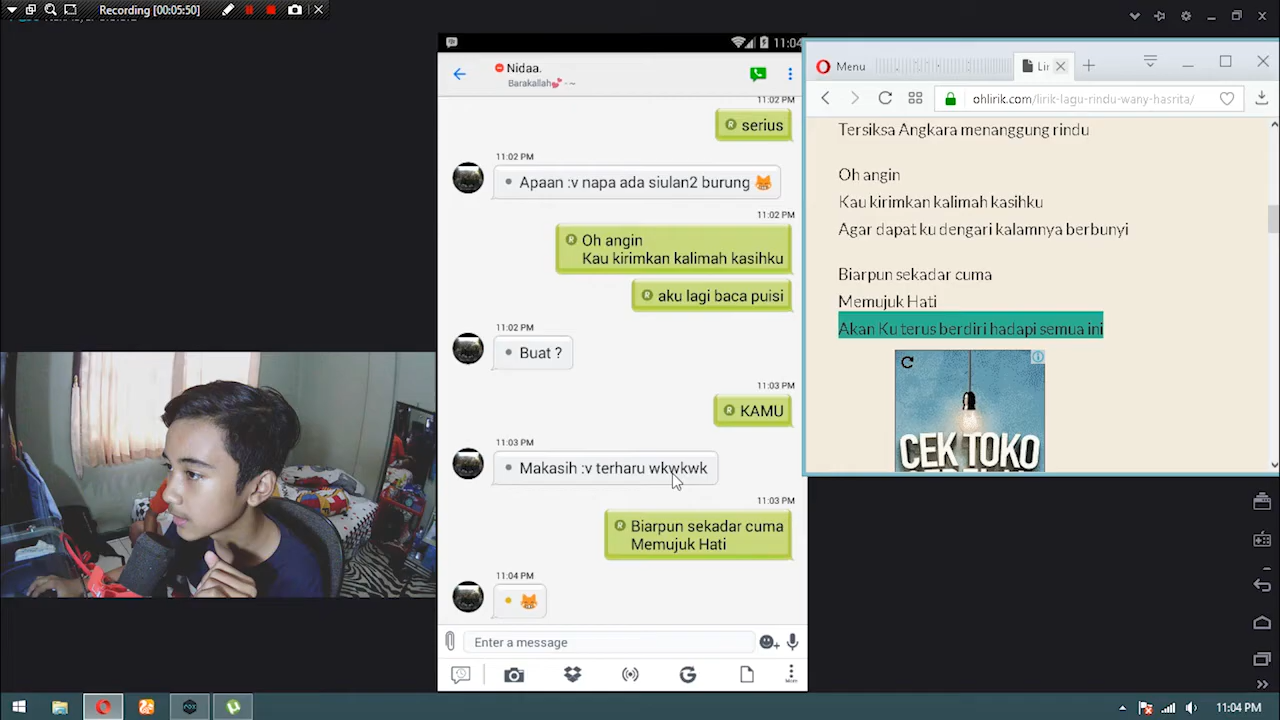 Recording [00:05:50]
11:04
Nidaa.
Barakallah💕 - ~
11:02 PM
serius
11:02 PM
Apaan :v napa ada siulan2 burung 😹
11:02 PM
Oh angin
Kau kirimkan kalimah kasihku
aku lagi baca puisi
11:02 PM
Buat ?
11:03 PM
KAMU
11:03 PM
Makasih :v terharu wkwkwk
11:03 PM
Biarpun sekadar cuma
Memujuk Hati
11:04 PM
😹
Enter a message
More
Menu
Lir
ohlirik.com/lirik-lagu-rindu-wany-hasrita/
Tersiksa Angkara menanggung rindu
Oh angin
Kau kirimkan kalimah kasihku
Agar dapat ku dengari kalamnya berbunyi
Biarpun sekadar cuma
Memujuk Hati
Akan Ku terus berdiri hadapi semua ini
CEK TOKO
11:04 PM